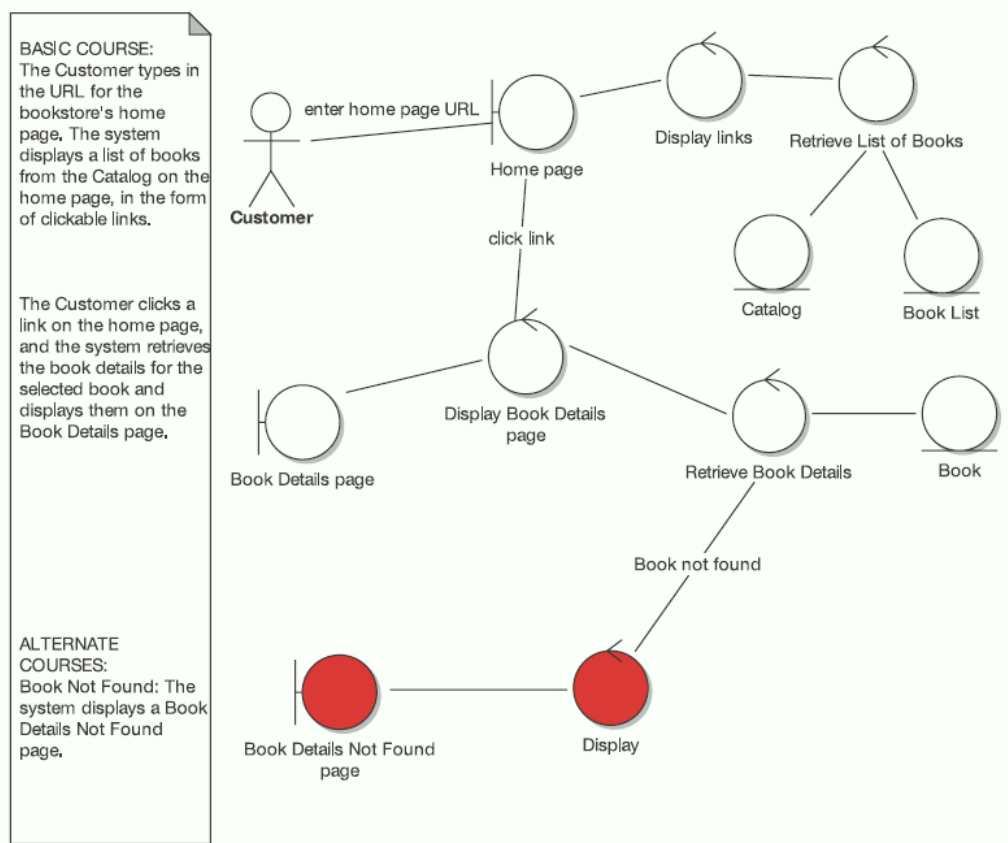 BASIC COURSE:
The Customer types in
the URL for the
bookstore's home
page. The system
displays a list of books
from the Catalog on the
home page, in the form
of clickable links.
The Customer clicks a
link on the home page,
and the system retrieves
the book details for the
selected book and
displays them on the
Book Details page.
ALTERNATE
COURSES:
Book Not Found: The
system displays a Book
Details Not Found
page.
enter home page URL
Customer
Home page
Display links
Retrieve List of Books
click link
Catalog
Book List
Display Book Details
page
Book Details page
Retrieve Book Details
Book
Book not found
Book Details Not Found
page
Display